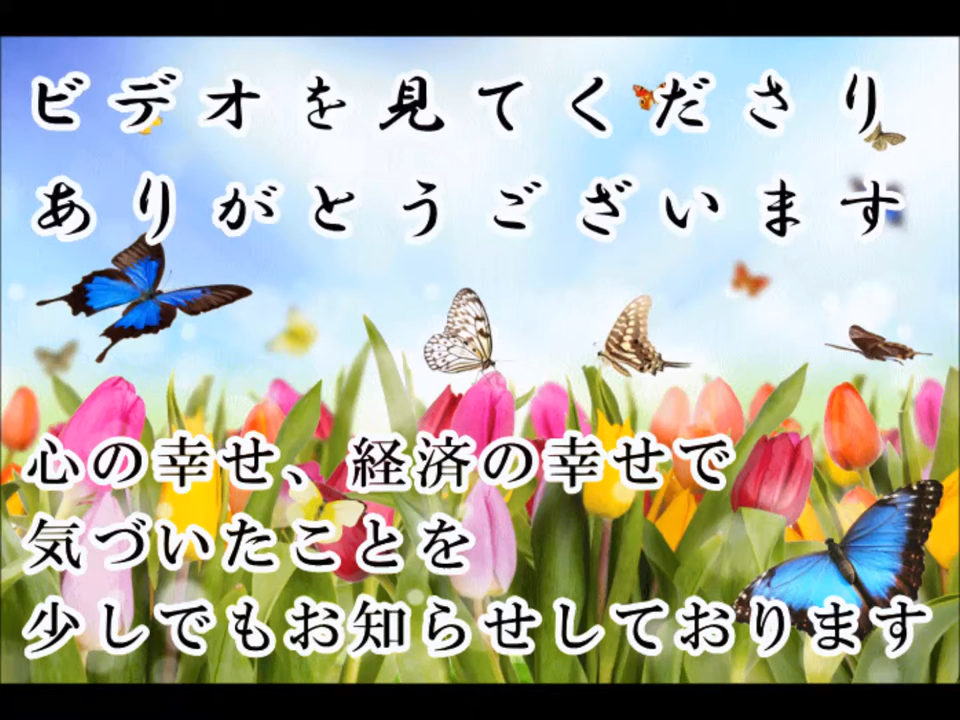 ビデオを見てくださり
ありがとうございます
心の幸せ、経済の幸せで
気づいたことを
少しでもお知らせしております